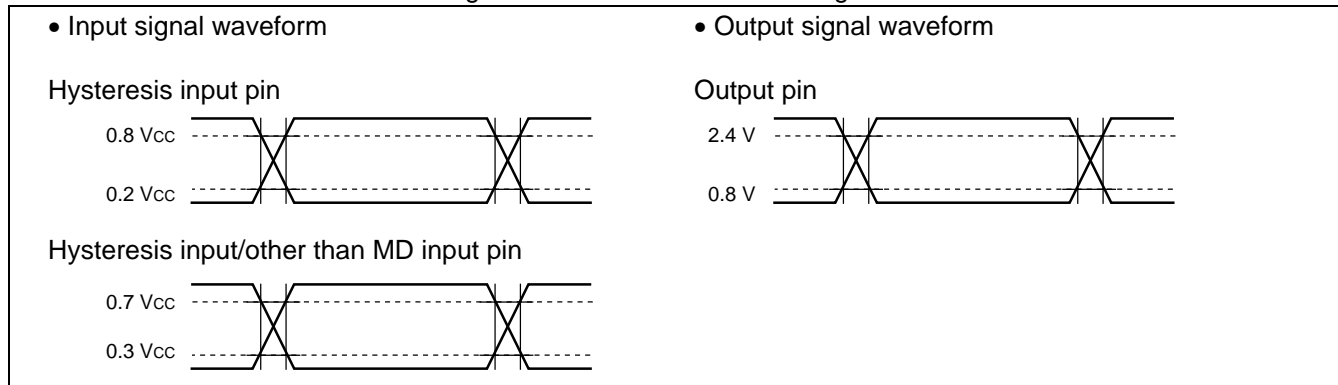 • Input signal waveform
Hysteresis input pin
0.8 Vcc
0.2 Vcc
Hysteresis input/other than MD input pin
0.7 Vcc
0.3 Vcc
• Output signal waveform
Output pin
2.4 V
0.8 V